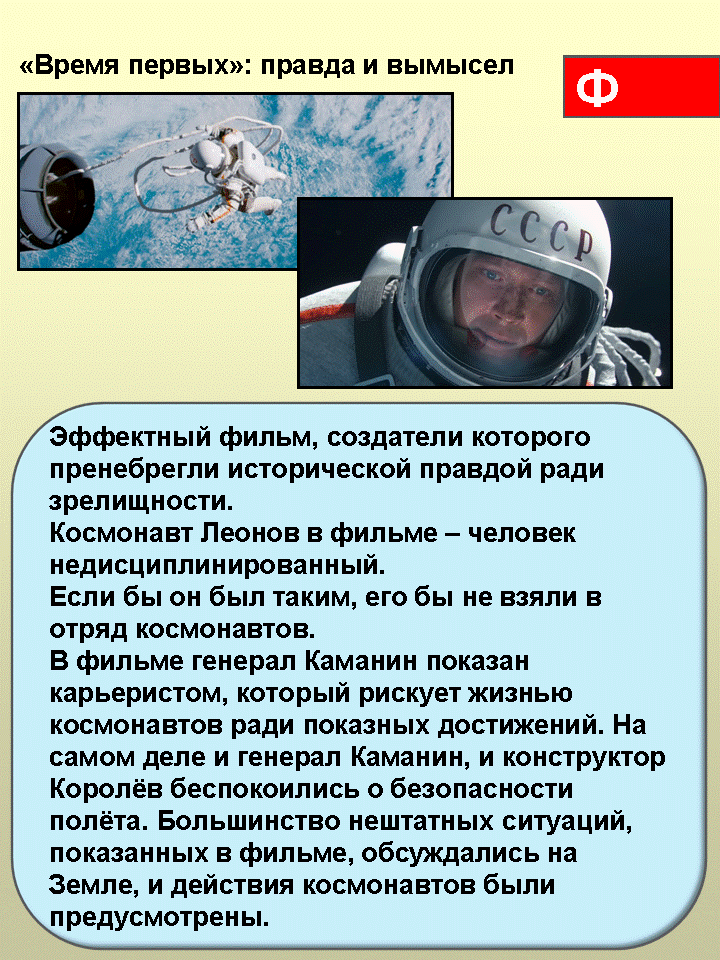 «Время первых»: правда и вымысел
Ф
СССР
Эффектный фильм, создатели которого
пренебрегли исторической правдой ради
зрелищности.
Космонавт Леонов в фильме – человек
недисциплинированный.
Если бы он был таким, его бы не взяли в
отряд космонавтов.
В фильме генерал Каманин показан
карьеристом, который рискует жизнью
космонавтов ради показных достижений. На
самом деле и генерал Каманин, и конструктор
Королёв беспокоились о безопасности
полёта. Большинство нештатных ситуаций,
показанных в фильме, обсуждались на
Земле, и действия космонавтов были
предусмотрены.